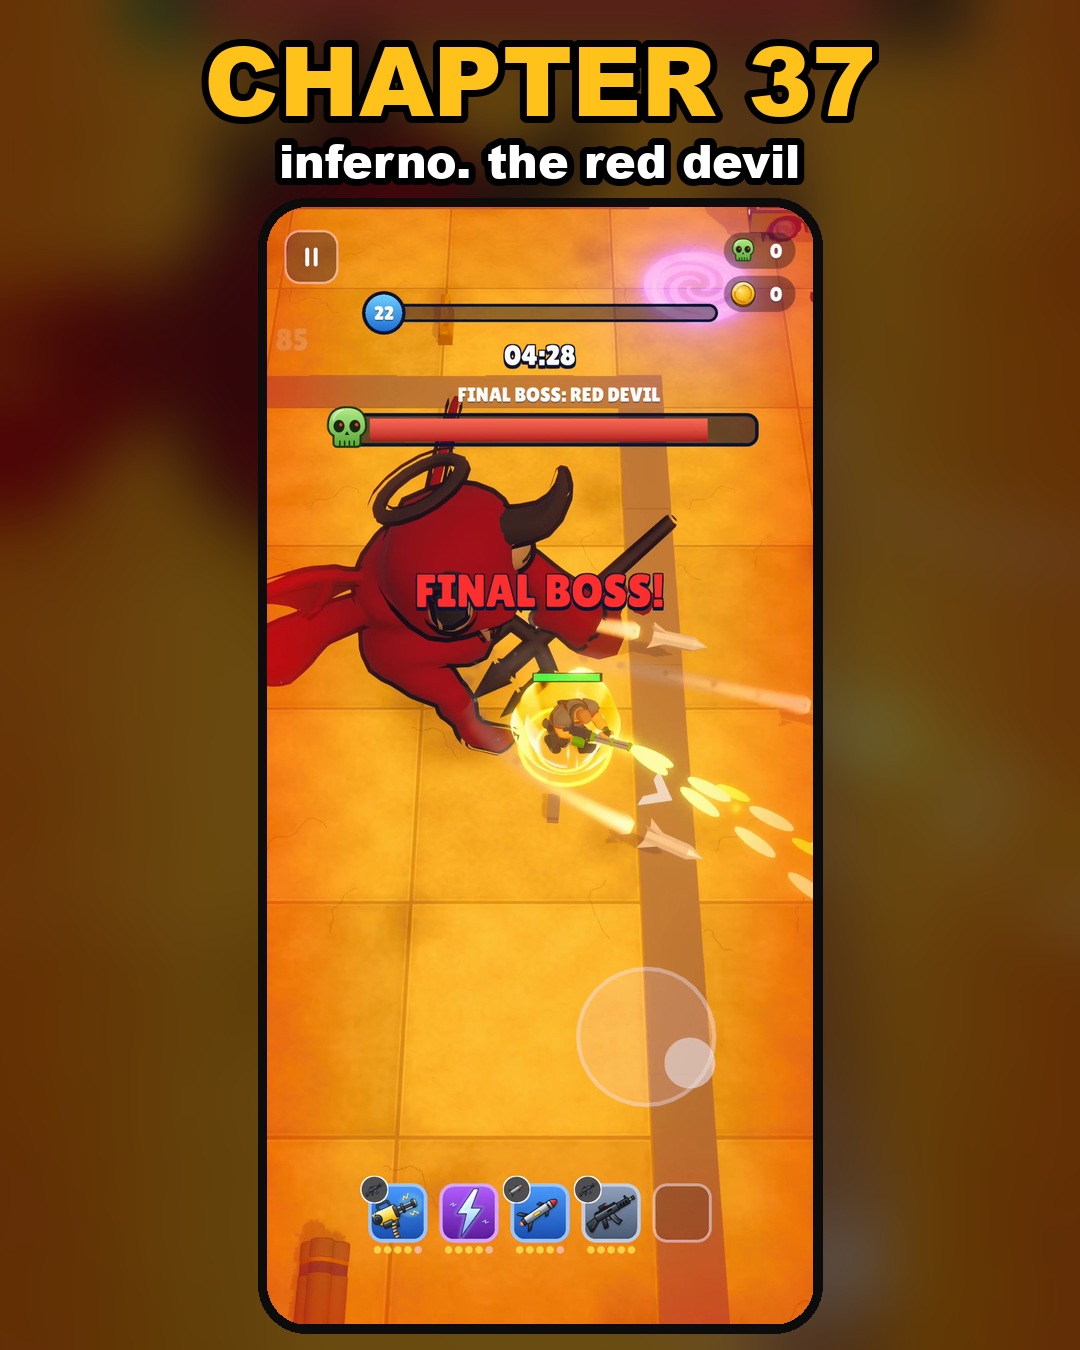 CHAPTER 37
inferno. the red devil
0
0
22
85
04:28
FINAL BOSS: RED DEVIL
FINAL BOSS!